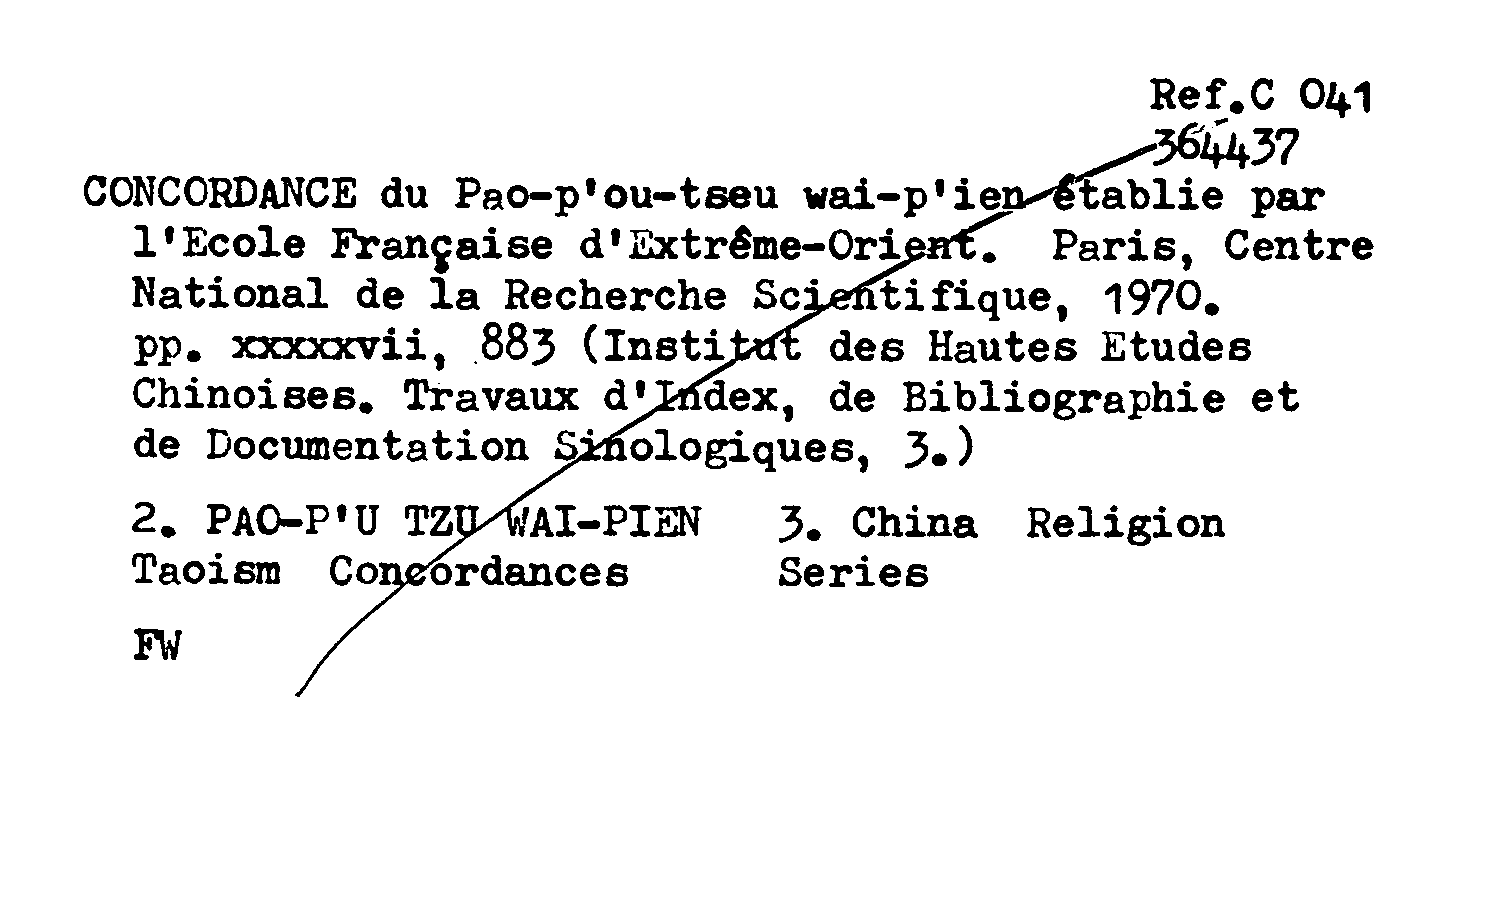 Ref.C 041
364437
CONCORDANCE du Pao-p'ou-tseu wai-p'ien établie par
l'Ecole Française d'Extrême-Orient. Paris, Centre
National de la Recherche Scientifique, 1970.
pp. xxxxxvii, 883 (Institut des Hautes Etudes
Chinoises. Travaux d'Index, de Bibliographie et
de Documentation Sinologiques, 3.)
2. PAO-P'U TZU WAI-PIEN 3. China Religion
Taoism Concordances Series
FW